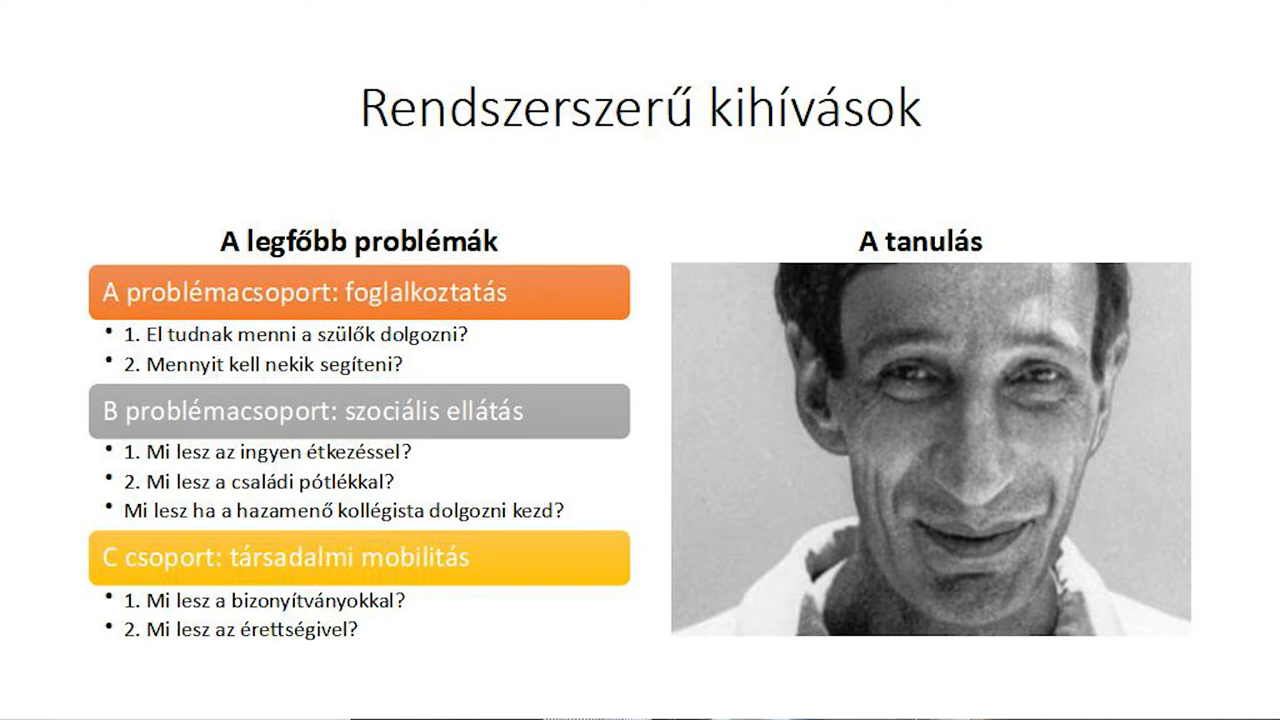 Rendszerszerű kihívások
A legfőbb problémák
A problémacsoport: foglalkoztatás
• 1. El tudnak menni a szülők dolgozni?
• 2. Mennyit kell nekik segíteni?
B problémacsoport: szociális ellátás
• 1. Mi lesz az ingyen étkezéssel?
• 2. Mi lesz a családi pótlékkal?
• Mi lesz ha a hazamenő kollégista dolgozni kezd?
C csoport: társadalmi mobilitás
• 1. Mi lesz a bizonyítványokkal?
• 2. Mi lesz az érettségivel?
A tanulás